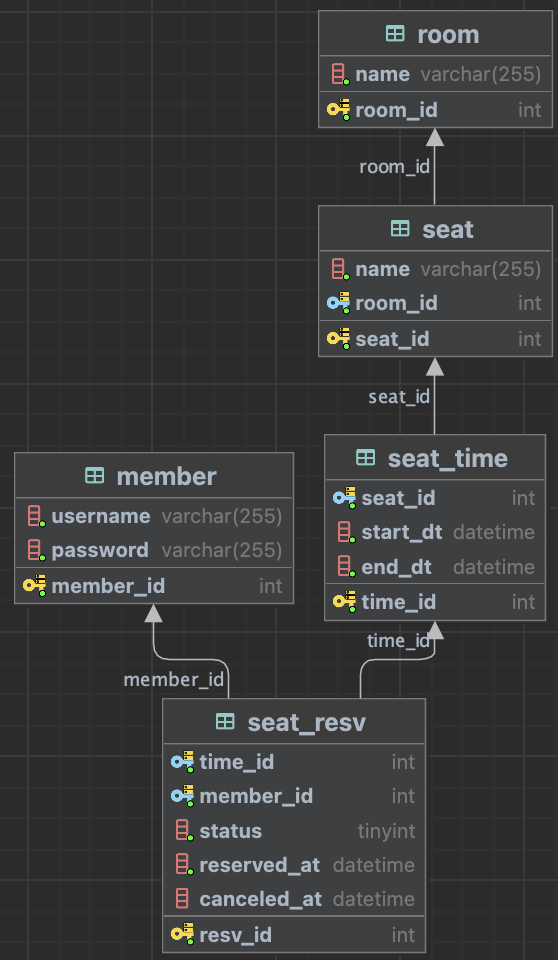 room
name varchar(255)
room_id int
room_id
seat
name varchar(255)
room_id int
seat_id int
seat_id
seat_time
seat_id int
start_dt datetime
end_dt datetime
time_id int
member
username varchar(255)
password varchar(255)
member_id int
time_id
member_id
seat_resv
time_id int
member_id int
status tinyint
reserved_at datetime
canceled_at datetime
resv_id int